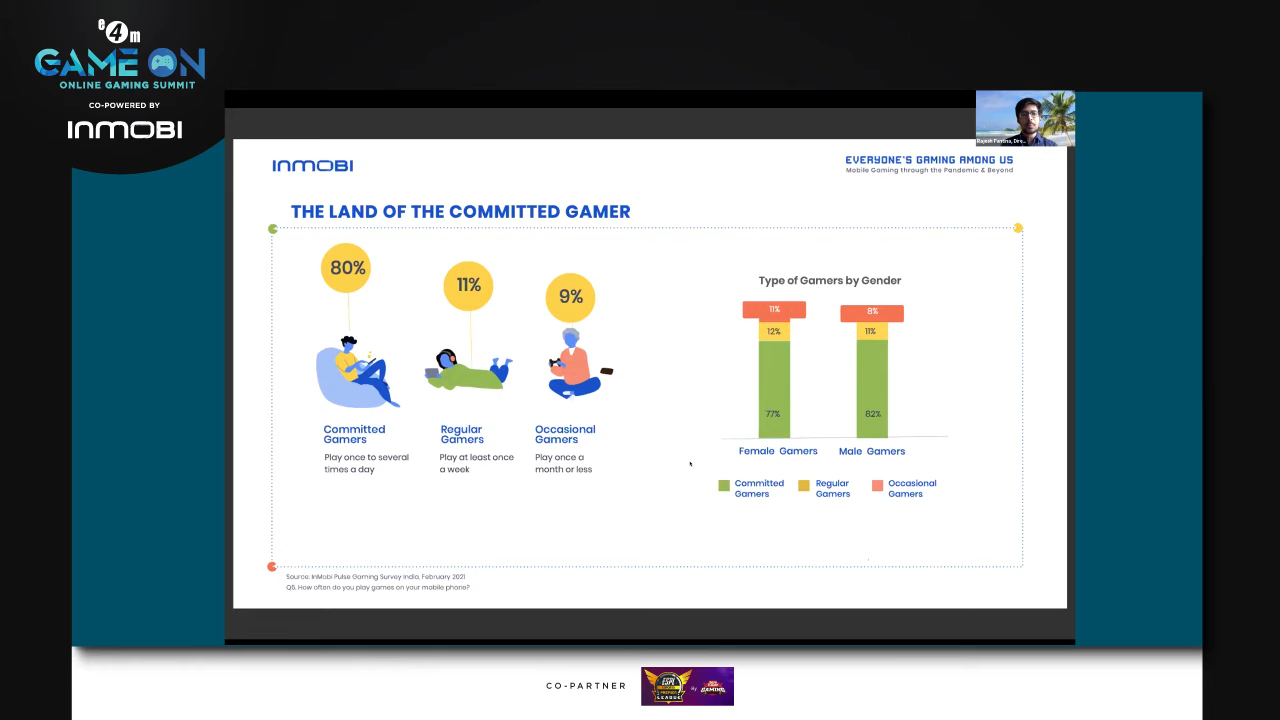 e4m
GAME ON
ONLINE GAMING SUMMIT
CO-POWERED BY
INMOBI
INMOBI
EVERYONE'S GAMING AMONG US
Mobile Gaming through the Pandemic & Beyond
THE LAND OF THE COMMITTED GAMER
80%
11%
9%
Committed
Gamers
Play once to several
times a day
Regular
Gamers
Play at least once
a week
Occasional
Gamers
Play once a
month or less
Type of Gamers by Gender
11%
12%
77%
8%
11%
82%
Female Gamers
Male Gamers
Committed
Gamers
Regular
Gamers
Occasional
Gamers
Source: InMobi Pulse Gaming Survey India, February 2021
Q5. How often do you play games on your mobile phone?
CO-PARTNER
LEAGUE
By
GAMING